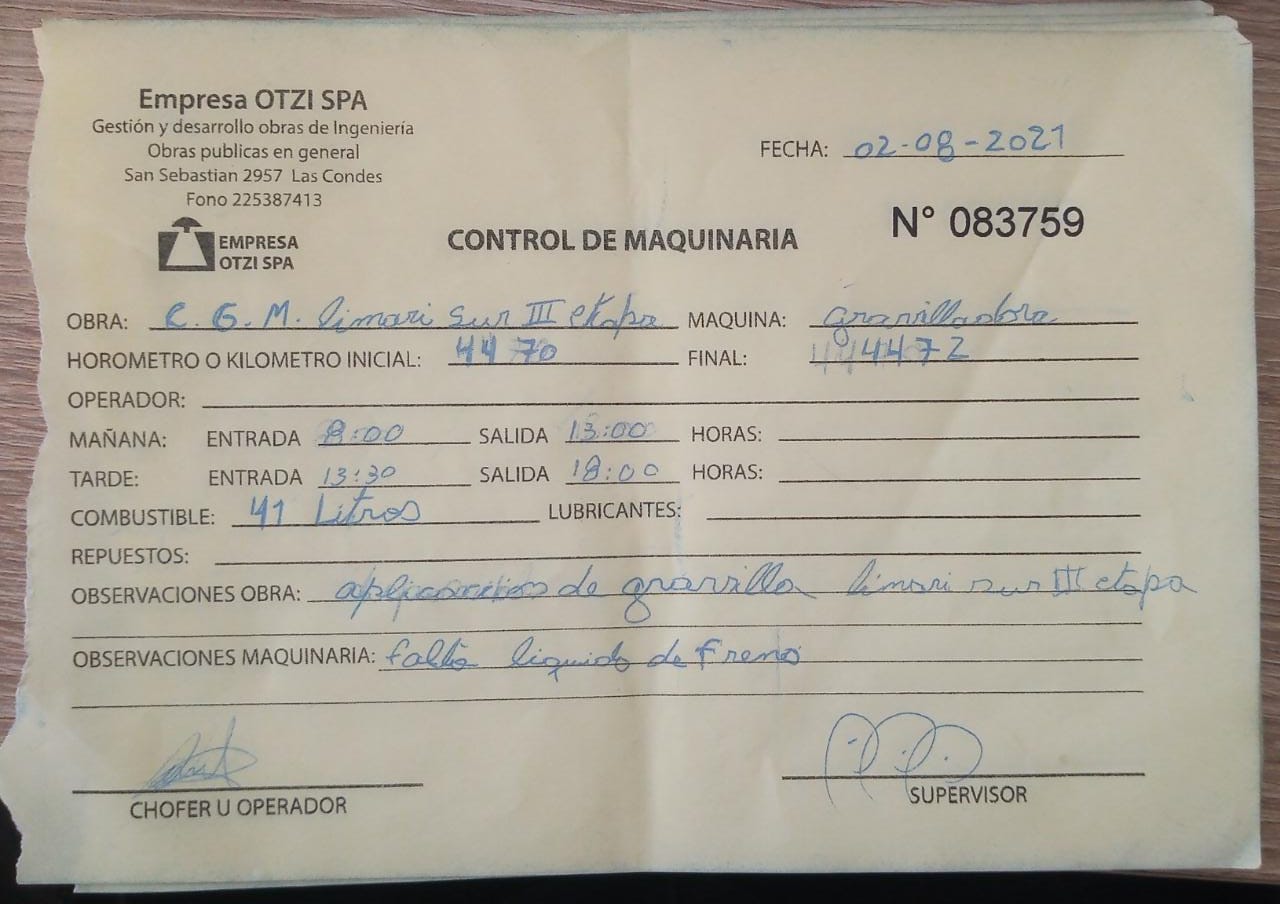 Empresa OTZI SPA
Gestión y desarrollo obras de Ingeniería
Obras publicas en general
San Sebastian 2957 Las Condes
Fono 225387413
EMPRESA
OTZI SPA
FECHA: 02-08-2021
CONTROL DE MAQUINARIA
N° 083759
OBRA: C. G. M. limari sur III etapa MAQUINA: gravilladora
HOROMETRO O KILOMETRO INICIAL: 4470 FINAL: 4472
OPERADOR:
MAÑANA: ENTRADA 8:00 SALIDA 13:00 HORAS:
TARDE: ENTRADA 13:30 SALIDA 18:00 HORAS:
COMBUSTIBLE: 41 Litros LUBRICANTES:
REPUESTOS:
OBSERVACIONES OBRA: de gravilla limari sur III etapa
OBSERVACIONES MAQUINARIA: falta liquido de Freno
CHOFER U OPERADOR
SUPERVISOR